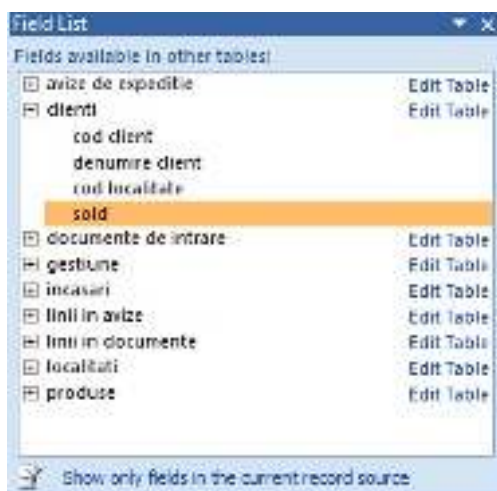 Field List
Fields available in other tables:
avize de expeditie Edit Table
clienti Edit Table
cod client
denumire client
cod localitate
sold
documente de intrare Edit Table
gestiune Edit Table
incasari Edit Table
linii in avize Edit Table
linii in documente Edit Table
localitati Edit Table
produse Edit Table
Show only fields in the current record source